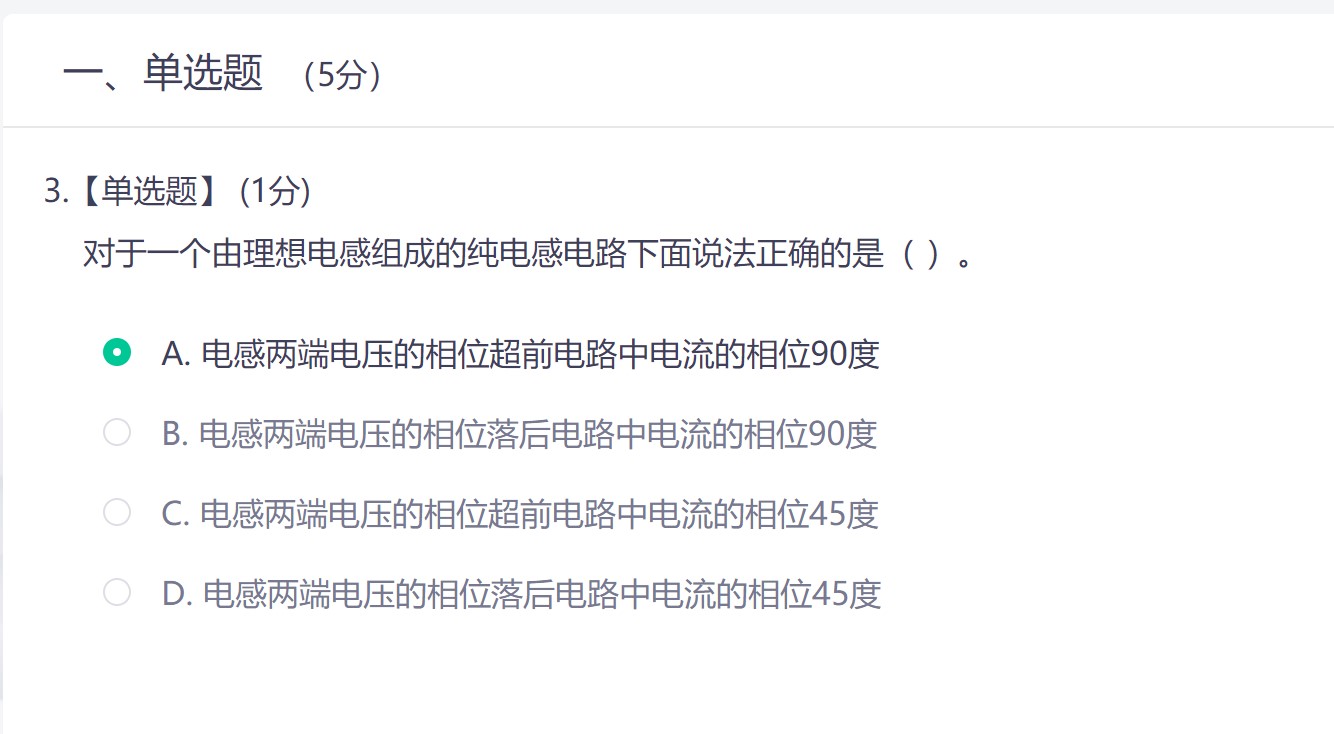 一、单选题 （5分）
3.【单选题】 (1分)
对于一个由理想电感组成的纯电感电路下面说法正确的是（ ）。
A. 电感两端电压的相位超前电路中电流的相位90度
B. 电感两端电压的相位落后电路中电流的相位90度
C. 电感两端电压的相位超前电路中电流的相位45度
D. 电感两端电压的相位落后电路中电流的相位45度